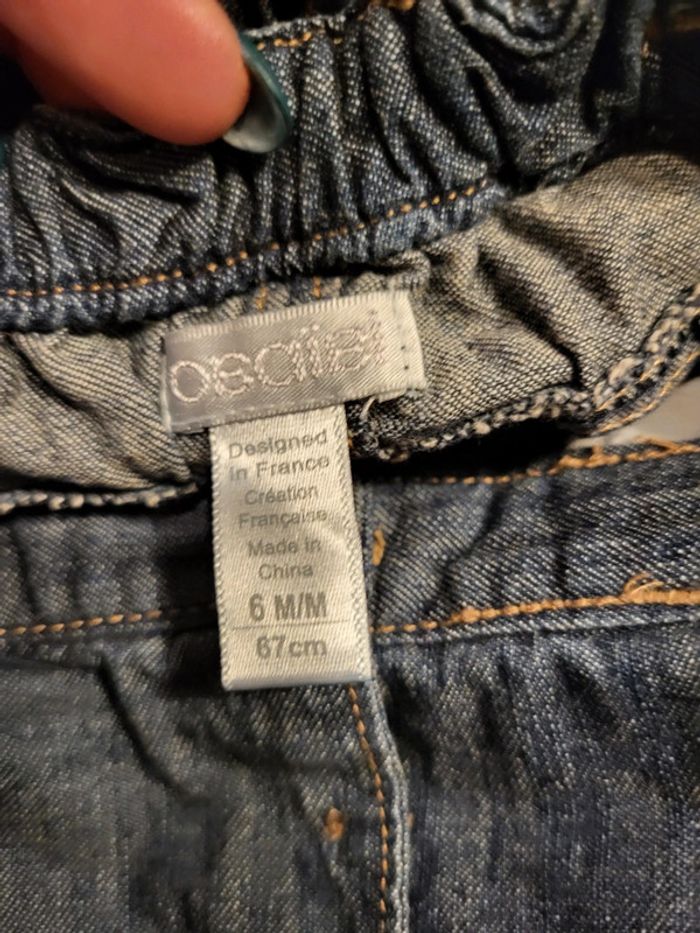 obaïbi
Designed
in France
Création
Française
Made in
China
6 M/M
67cm